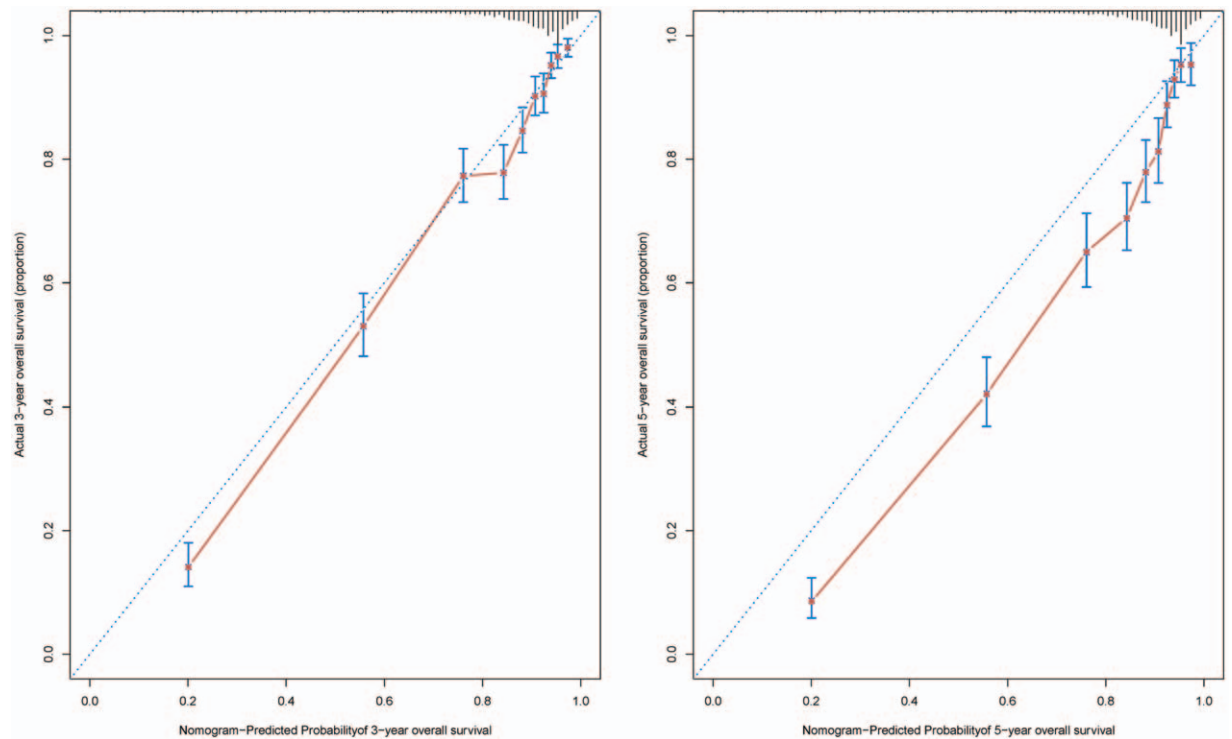 1.0
0.8
0.6
0.4
0.2
0.0
Actual 3-year overall survival (proportion)
0.0 0.2 0.4 0.6 0.8 1.0
Nomogram-Predicted Probabilityof 3-year overall survival
1.0
0.8
0.6
0.4
0.2
0.0
Actual 5-year overall survival (proportion)
0.0 0.2 0.4 0.6 0.8 1.0
Nomogram-Predicted Probabilityof 5-year overall survival